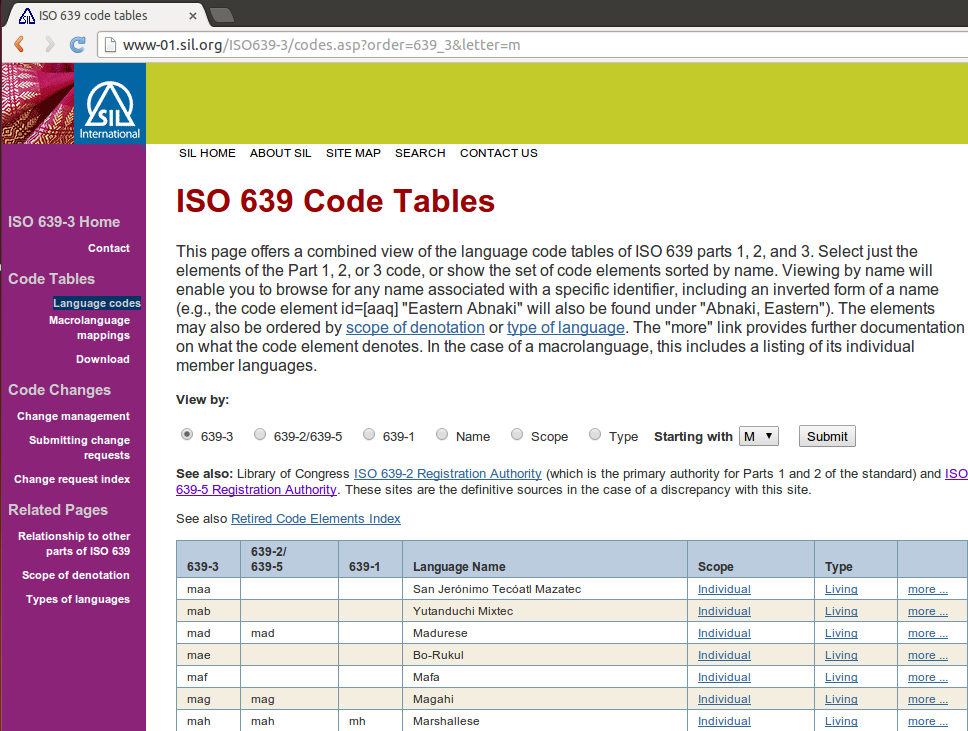 ISO 639 code tables
www-01.sil.org/ISO639-3/codes.asp?order=639_3&letter=m
SIL
International
SIL HOME ABOUT SIL SITE MAP SEARCH CONTACT US
ISO 639-3 Home
Contact
Code Tables
Language codes
Macrolanguage
mappings
Download
Code Changes
Change management
Submitting change
requests
Change request index
Related Pages
Relationship to other
parts of ISO 639
Scope of denotation
Types of languages
ISO 639 Code Tables
This page offers a combined view of the language code tables of ISO 639 parts 1, 2, and 3. Select just the
elements of the Part 1, 2, or 3 code, or show the set of code elements sorted by name. Viewing by name will
enable you to browse for any name associated with a specific identifier, including an inverted form of a name
(e.g., the code element id=[aaq] "Eastern Abnaki" will also be found under "Abnaki, Eastern"). The elements
may also be ordered by scope of denotation or type of language. The "more" link provides further documentation
on what the code element denotes. In the case of a macrolanguage, this includes a listing of its individual
member languages.
View by:
639-3 639-2/639-5 639-1 Name Scope Type Starting with M Submit
See also: Library of Congress ISO 639-2 Registration Authority (which is the primary authority for Parts 1 and 2 of the standard) and ISO
639-5 Registration Authority. These sites are the definitive sources in the case of a discrepancy with this site.
See also Retired Code Elements Index
639-3 639-2/ 639-5 639-1 Language Name Scope Type
maa San Jerónimo Tecóatl Mazatec Individual Living more ...
mab Yutanduchi Mixtec Individual Living more ...
mad mad Madurese Individual Living more ...
mae Bo-Rukul Individual Living more ...
maf Mafa Individual Living more ...
mag mag Magahi Individual Living more ...
mah mah mh Marshallese Individual Living more ...